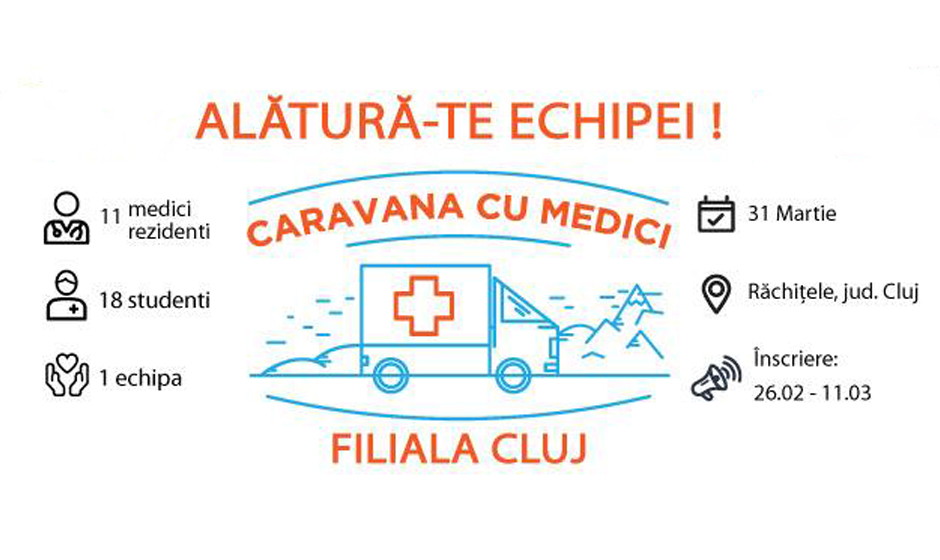 ALĂTURĂ-TE ECHIPEI !
CARAVANA CU MEDICI
11 medici
rezidenti
18 studenti
1 echipa
31 Martie
Răchițele, jud. Cluj
Înscriere:
26.02 - 11.03
FILIALA CLUJ